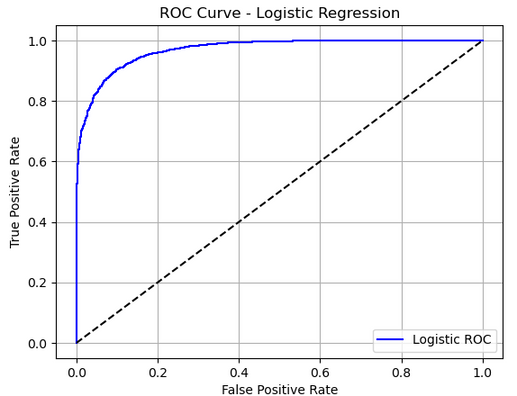 ROC Curve - Logistic Regression
True Positive Rate
1.0
0.8
0.6
0.4
0.2
0.0
Logistic ROC
0.0 0.2 0.4 0.6 0.8 1.0
False Positive Rate